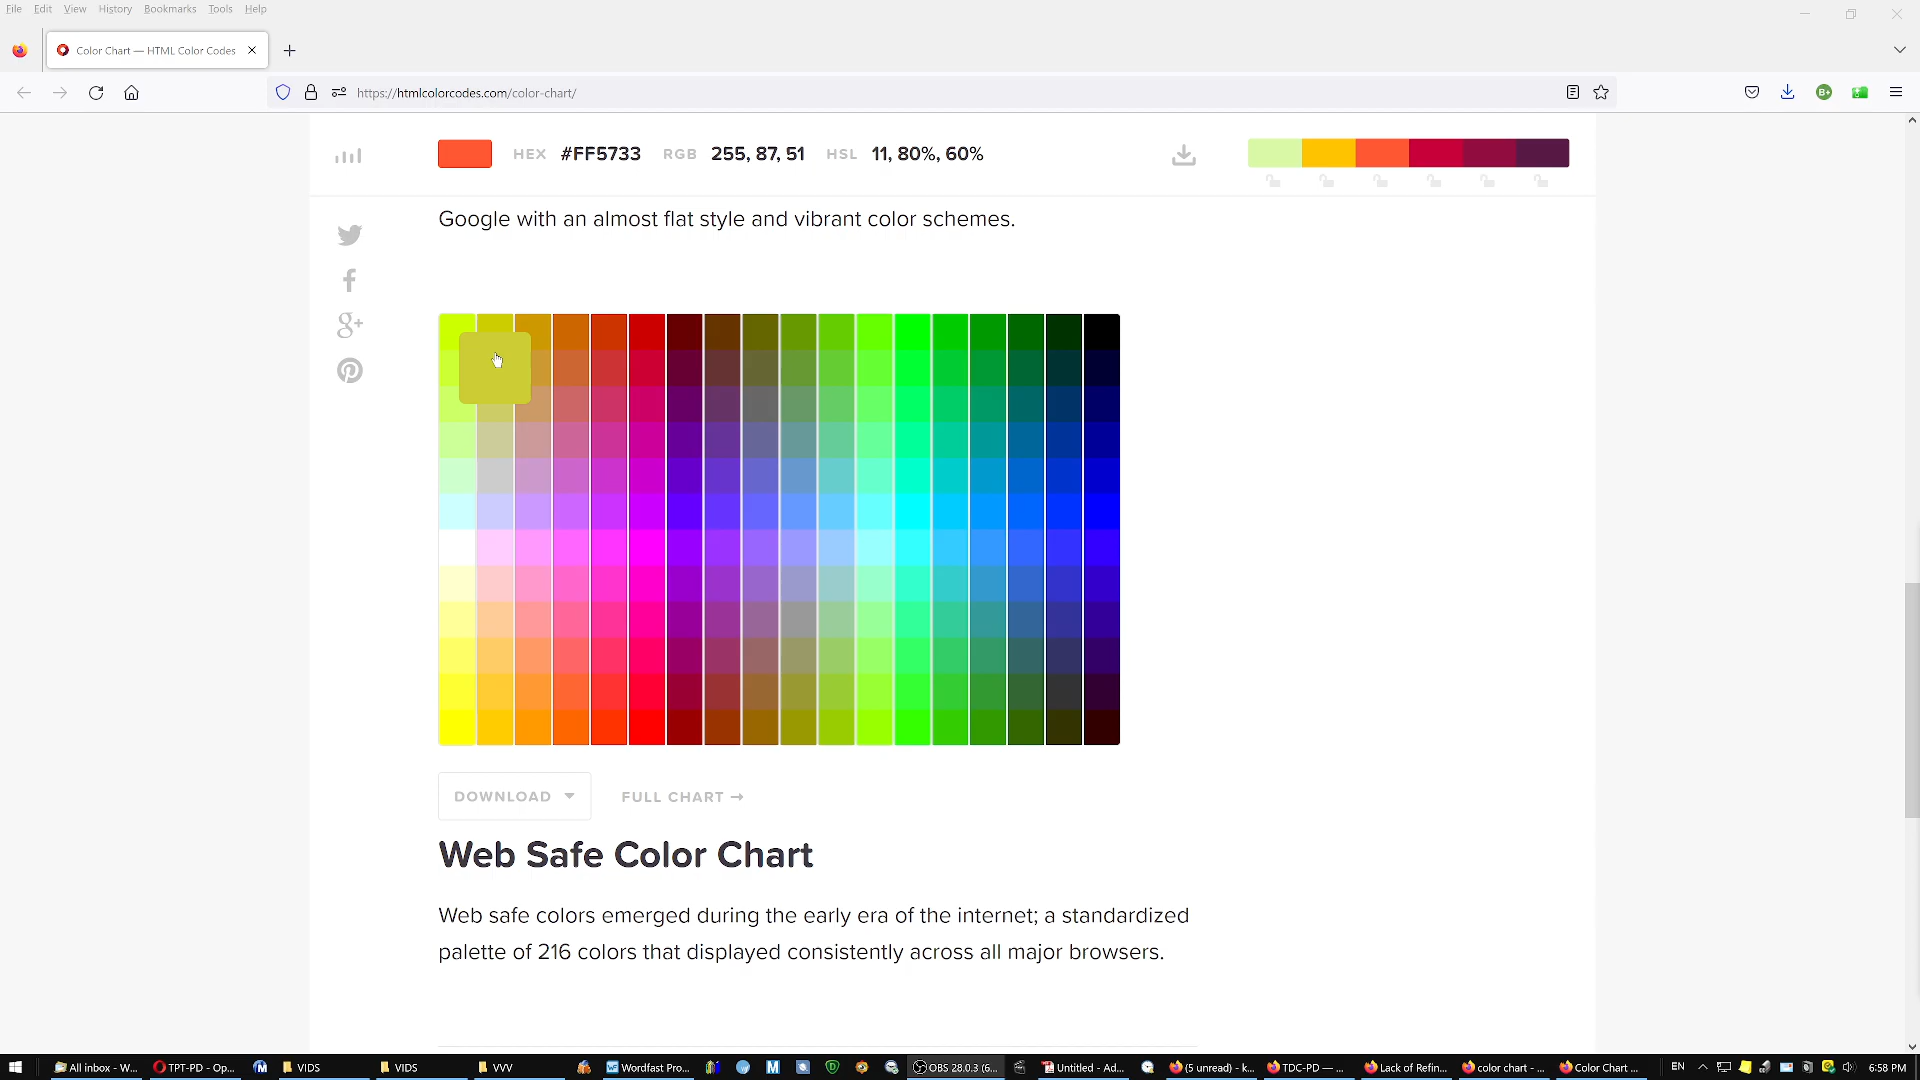 File Edit View History Bookmarks Tools Help
Color Chart — HTML Color Codes
https://htmlcolorcodes.com/color-chart/
HEX #FF5733 RGB 255, 87, 51 HSL 11, 80%, 60%
Google with an almost flat style and vibrant color schemes.
DOWNLOAD FULL CHART →
Web Safe Color Chart
Web safe colors emerged during the early era of the internet; a standardized
palette of 216 colors that displayed consistently across all major browsers.
All inbox - W... TPT-PD - Op... VIDS VIDS VVV Wordfast Pro... OBS 28.0.3 (6... Untitled - Ad... (5 unread) - k... TDC-PD — ... Lack of Refin... color chart - ... Color Chart ... EN 6:58 PM